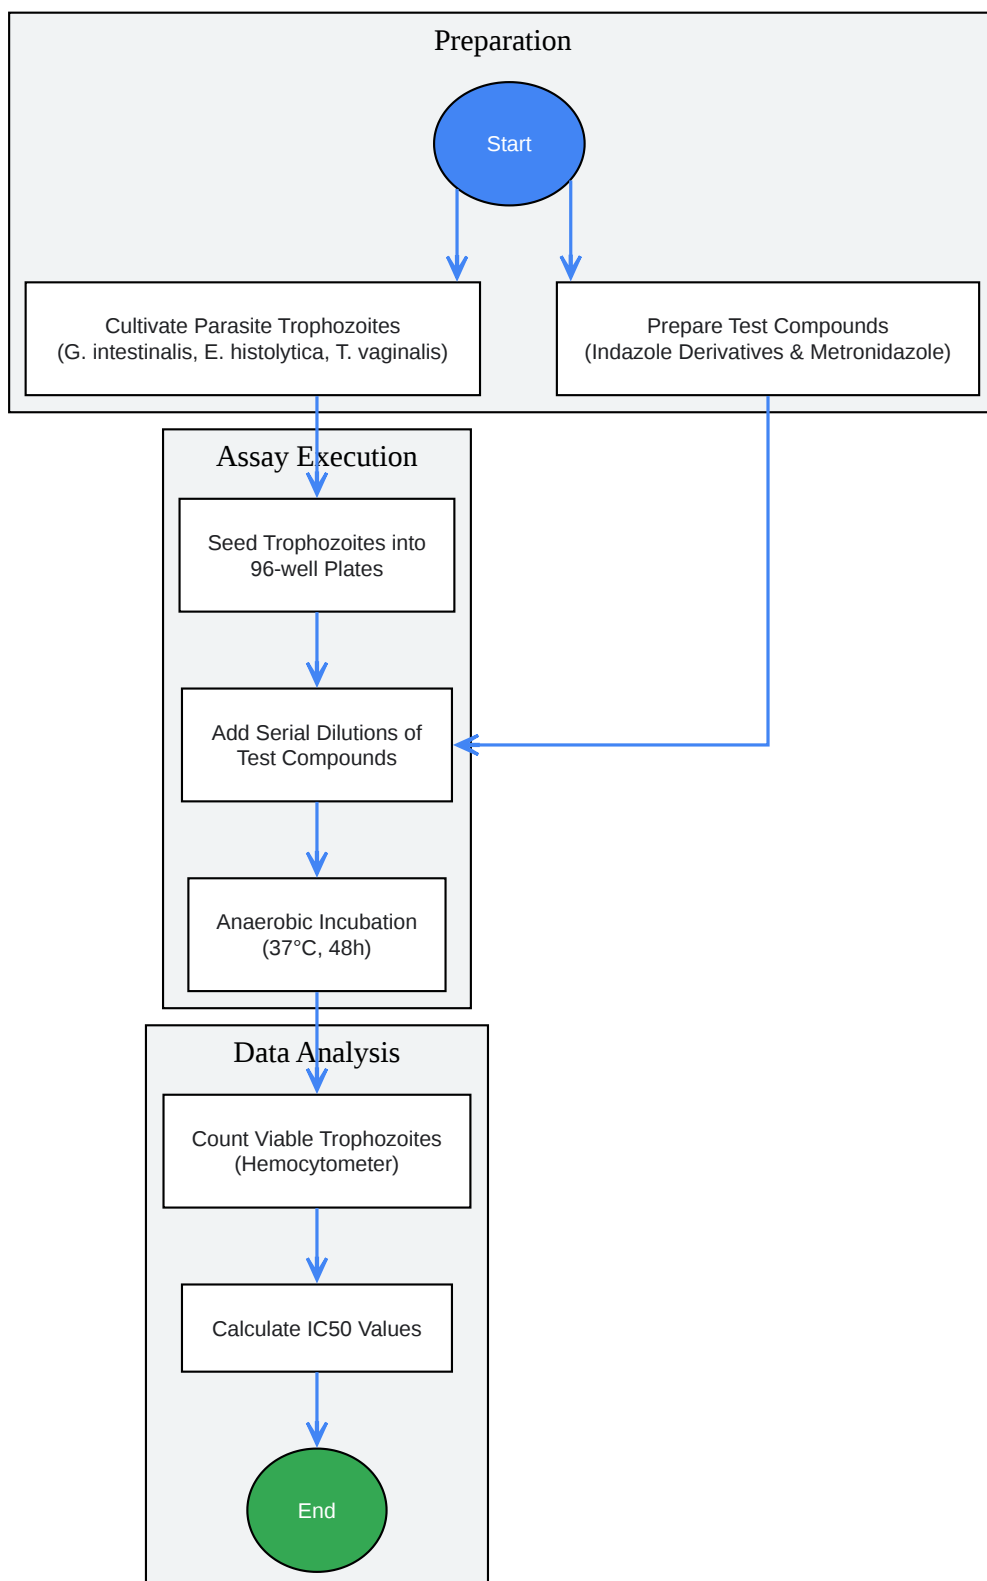 Preparation
Start
Cultivate Parasite Trophozoites
(G. intestinalis, E. histolytica, T. vaginalis)
Prepare Test Compounds
(Indazole Derivatives & Metronidazole)
Assay Execution
Seed Trophozoites into
96-well Plates
Add Serial Dilutions of
Test Compounds
Anaerobic Incubation
(37°C, 48h)
Data Analysis
Count Viable Trophozoites
(Hemocytometer)
Calculate IC50 Values
End